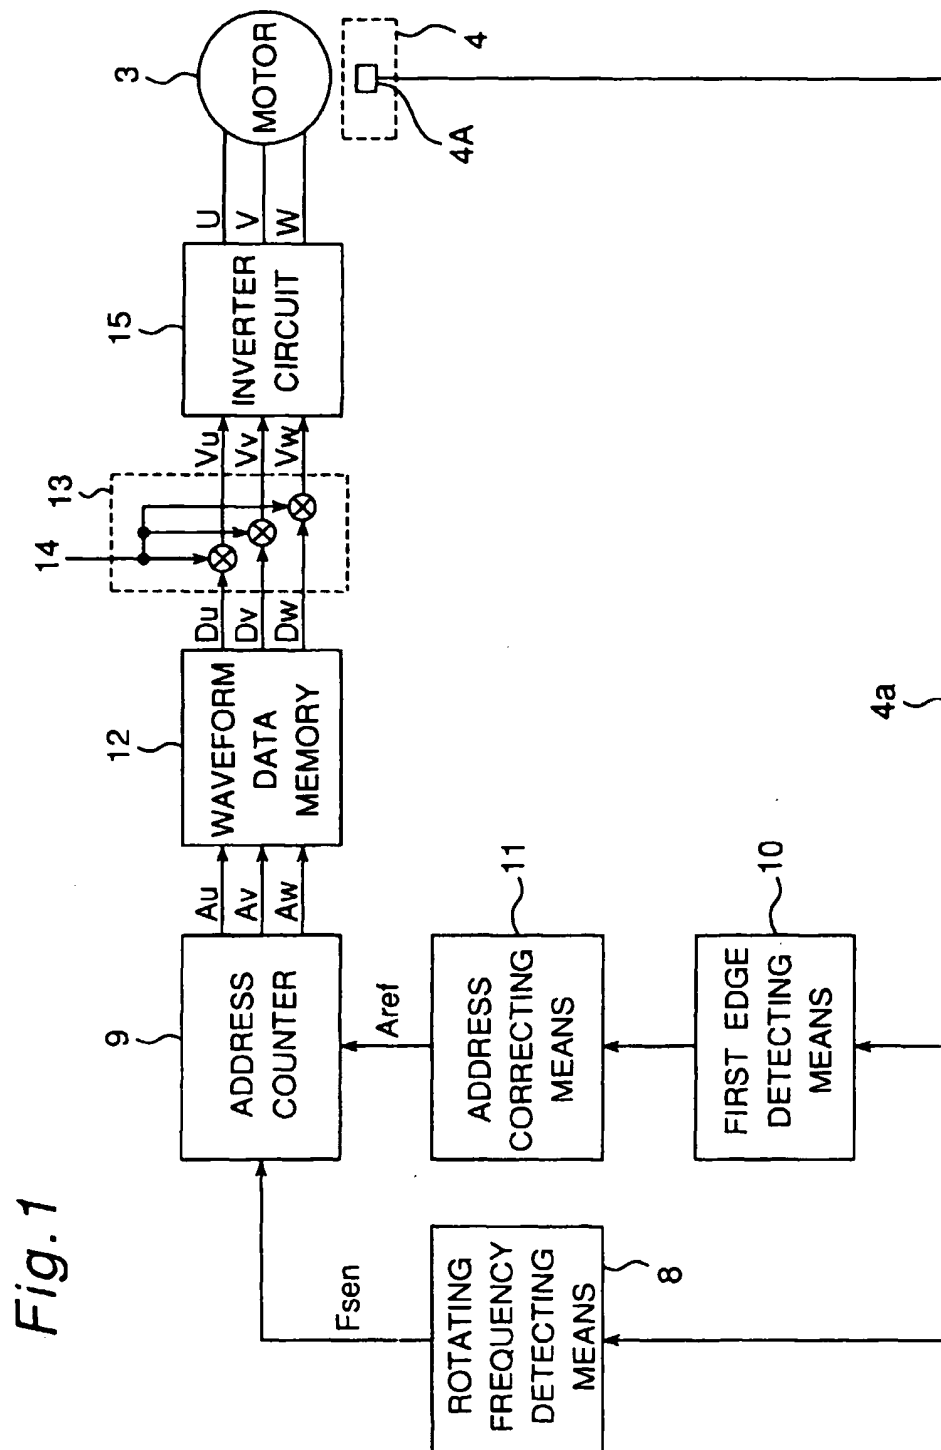 Fig.1
9
ADDRESS
COUNTER
Au
Av
Aw
12
WAVEFORM
DATA
MEMORY
Du
Dv
Dw
14
13
Vu
Vv
Vw
15
INVERTER
CIRCUIT
U
V
W
3
MOTOR
4
4A
Fsen
Aref
ROTATING
FREQUENCY
DETECTING
MEANS
8
ADDRESS
CORRECTING
MEANS
11
FIRST EDGE
DETECTING
MEANS
10
4a